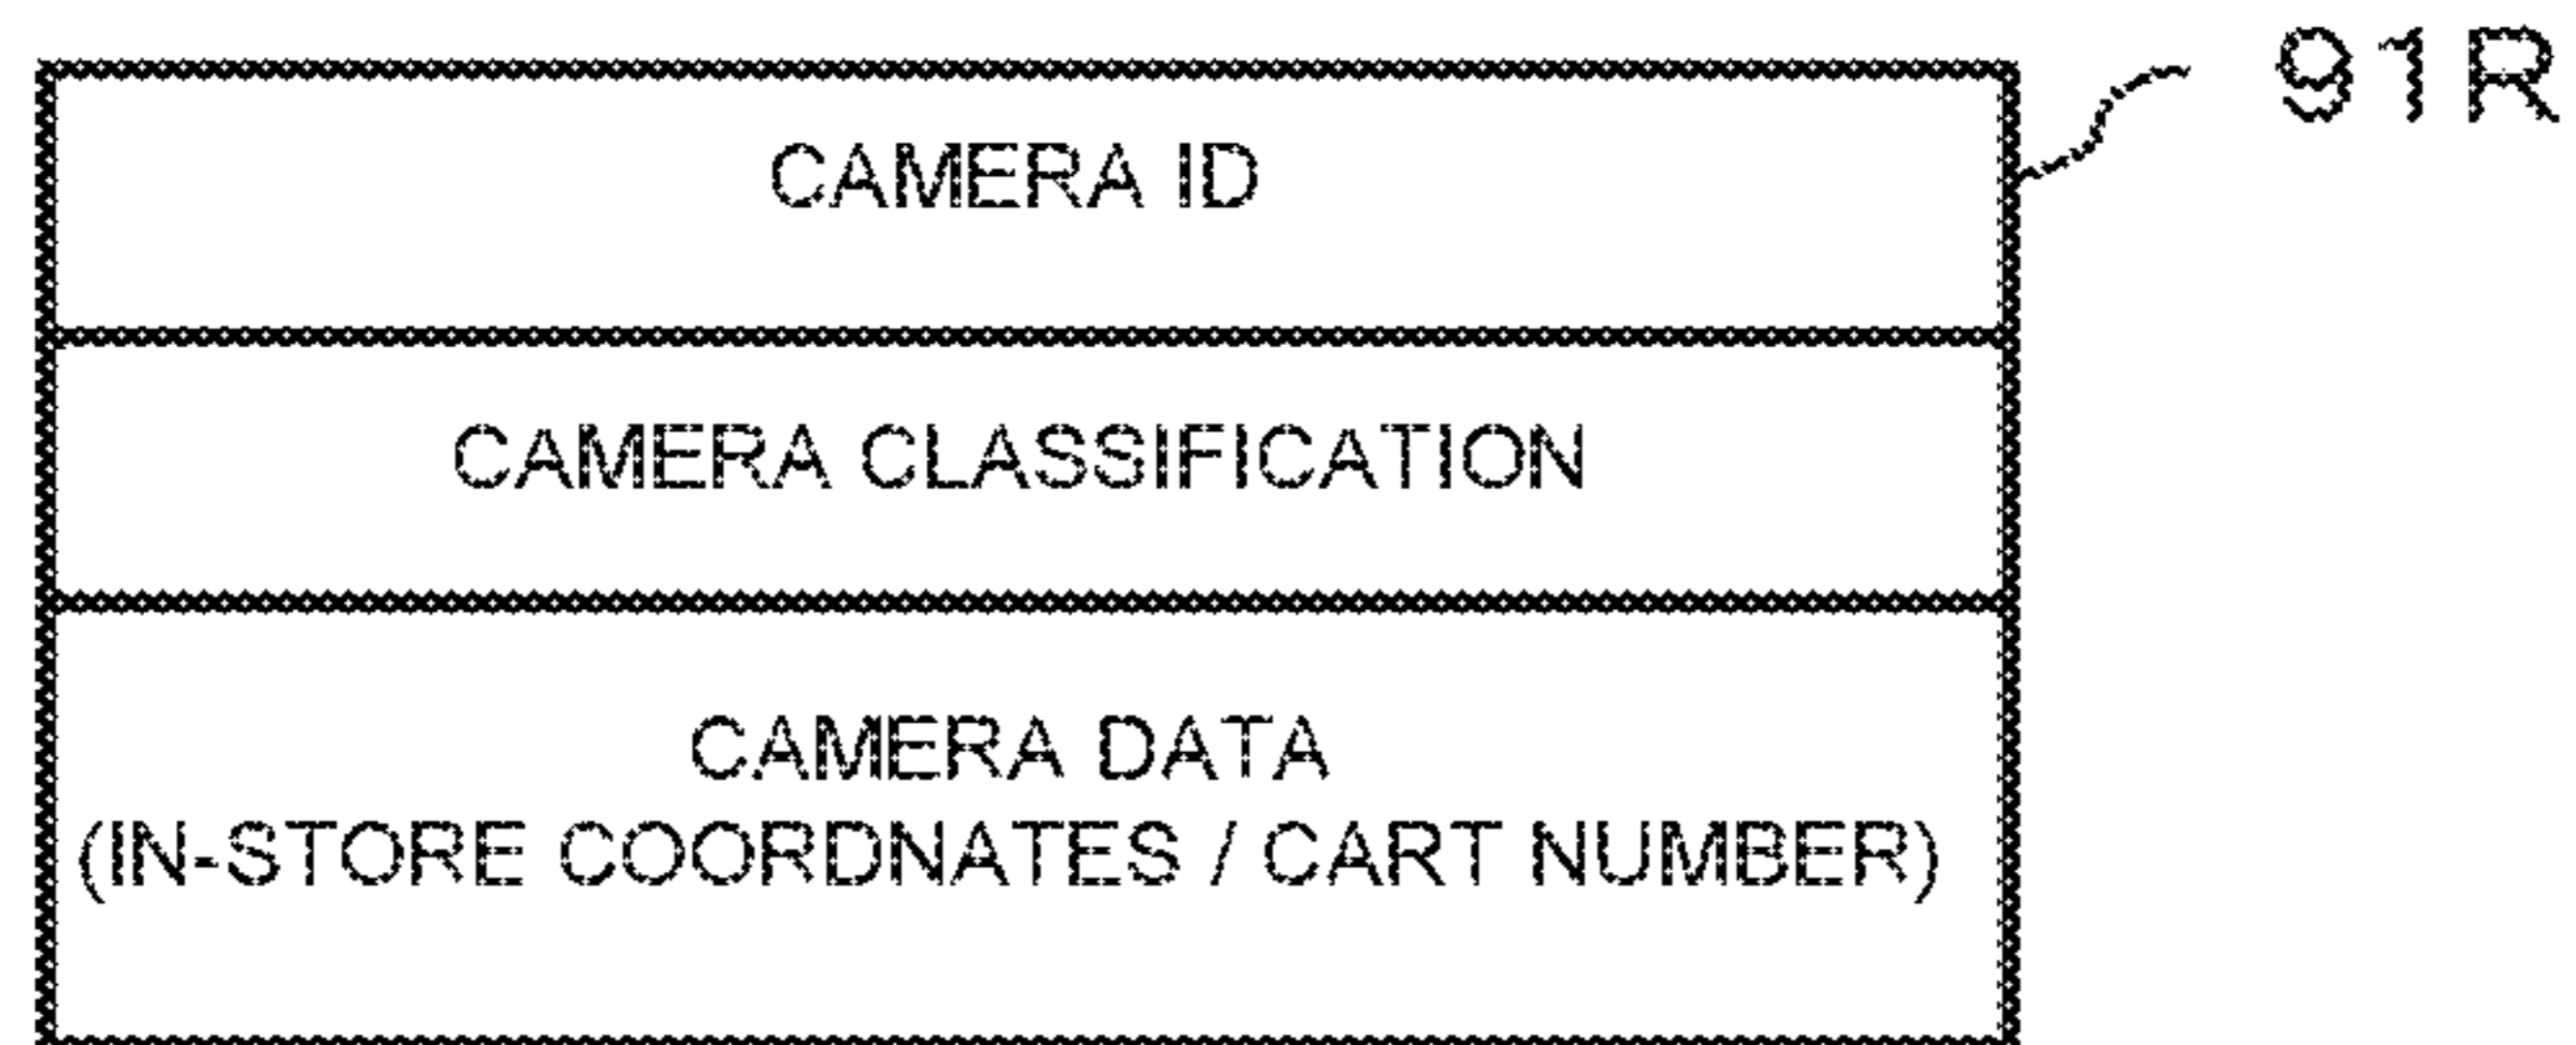 91R
CAMERA ID
CAMERA CLASSIFICATION
CAMERA DATA
(IN-STORE COORDNATES / CART NUMBER)